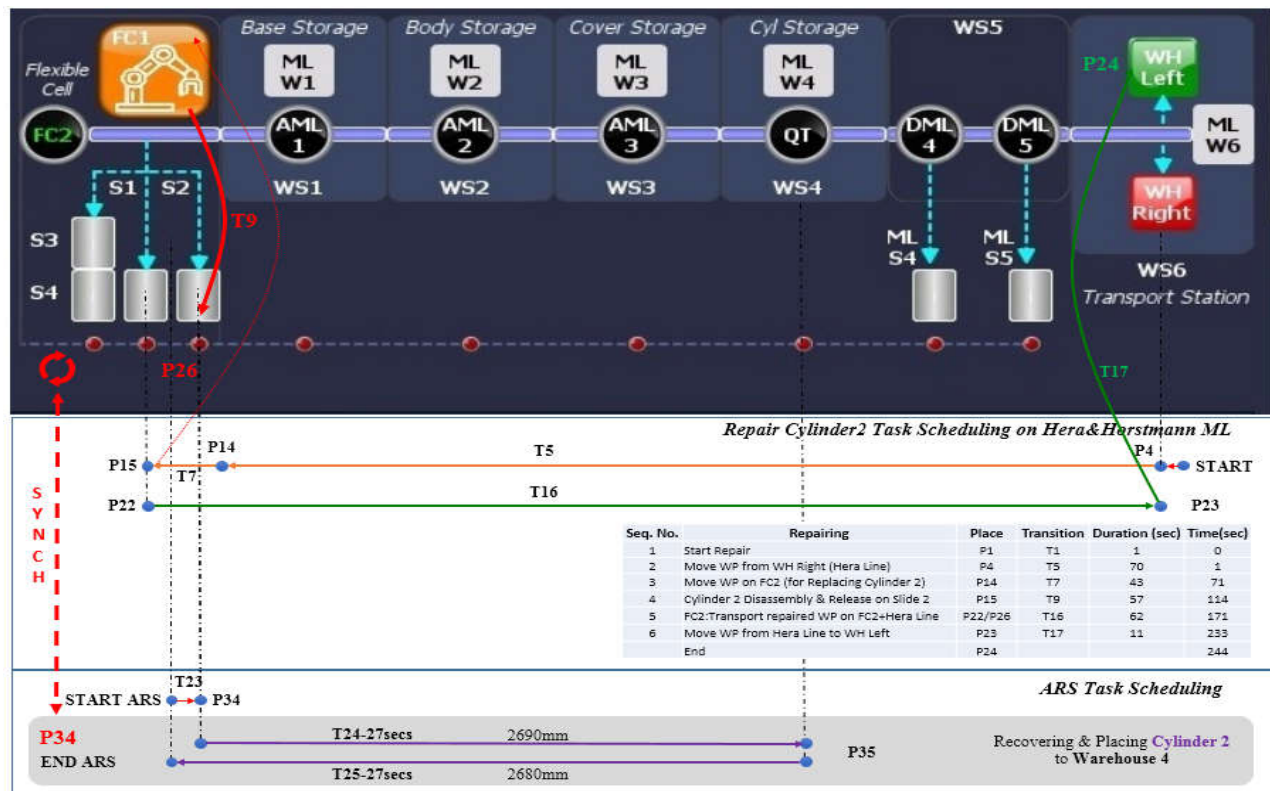 FC1
Flexible
Cell
FC2
Base Storage
Body Storage
Cover Storage
Cyl Storage
WS5
ML
W1
ML
W2
ML
W3
ML
W4
P24
WH
Left
AML
1
AML
2
AML
3
QT
DML
4
DML
5
ML
W6
S1
S2
WS1
WS2
WS3
WS4
WH
Right
T9
S3
S4
ML
S4
ML
S5
WS6
Transport Station
P26
T17
Repair Cylinder2 Task Scheduling on Hera&Horstmann ML
P15
P14
T7
T5
P4
START
P22
T16
P23
SYNCH
Seq. No. Repairing Place Transition Duration (sec) Time(sec)
1 Start Repair P1 T1 1 0
2 Move WP from WH Right (Hera Line) P4 T5 70 1
3 Move WP on FC2 (for Replacing Cylinder 2) P14 T7 43 71
4 Cylinder 2 Disassembly & Release on Slide 2 P15 T9 57 114
5 FC2:Transport repaired WP on FC2+Hera Line P22/P26 T16 62 171
6 Move WP from Hera Line to WH Left P23 T17 11 233
End P24 244
T23
START ARS
P34
ARS Task Scheduling
P34
END ARS
T24-27secs 2690mm
P35
T25-27secs 2680mm
Recovering & Placing Cylinder 2
to Warehouse 4